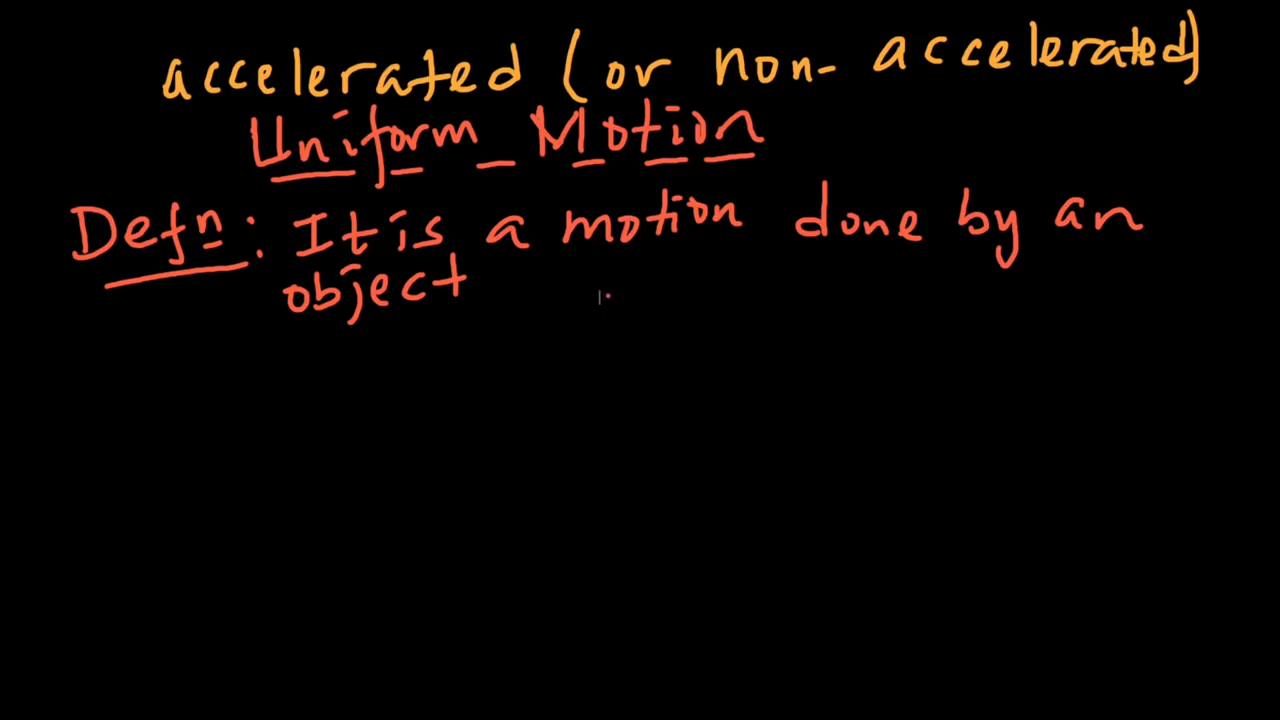 accelerated (or non-accelerated)
Uniform Motion
Defn: It is a motion done by an
object